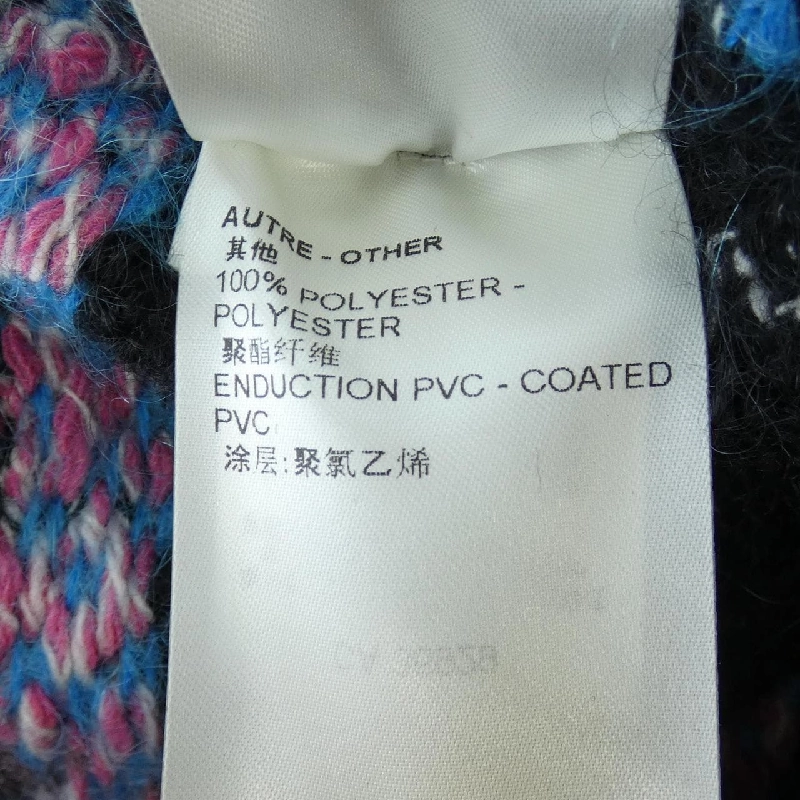 AUTRE - OTHER
其他
100% POLYESTER -
POLYESTER
聚酯纤维
ENDUCTION PVC - COATED
PVC
涂层:聚氯乙烯